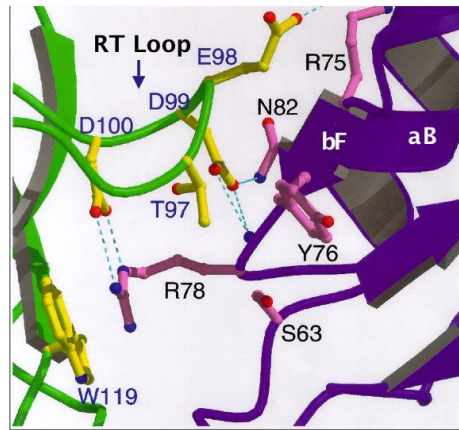 RT Loop
E98
R75
D99
N82
D100
bF
aB
T97
Y76
R78
S63
W119